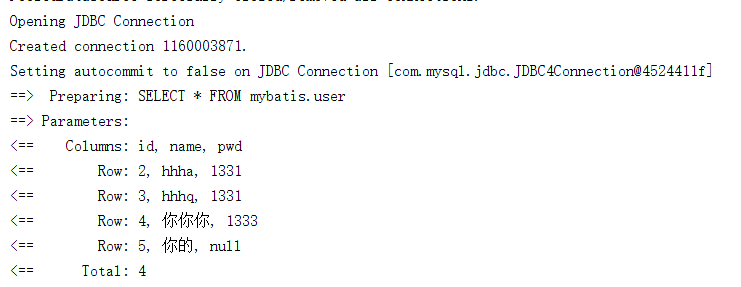 Opening JDBC Connection
Created connection 1160003871.
Setting autocommit to false on JDBC Connection [com.mysql.jdbc.JDBC4Connection@4524411f]
==>  Preparing: SELECT * FROM mybatis.user
==> Parameters:
<==    Columns: id, name, pwd
<==        Row: 2, hhha, 1331
<==        Row: 3, hhhq, 1331
<==        Row: 4, 你你你, 1333
<==        Row: 5, 你的, null
<==      Total: 4